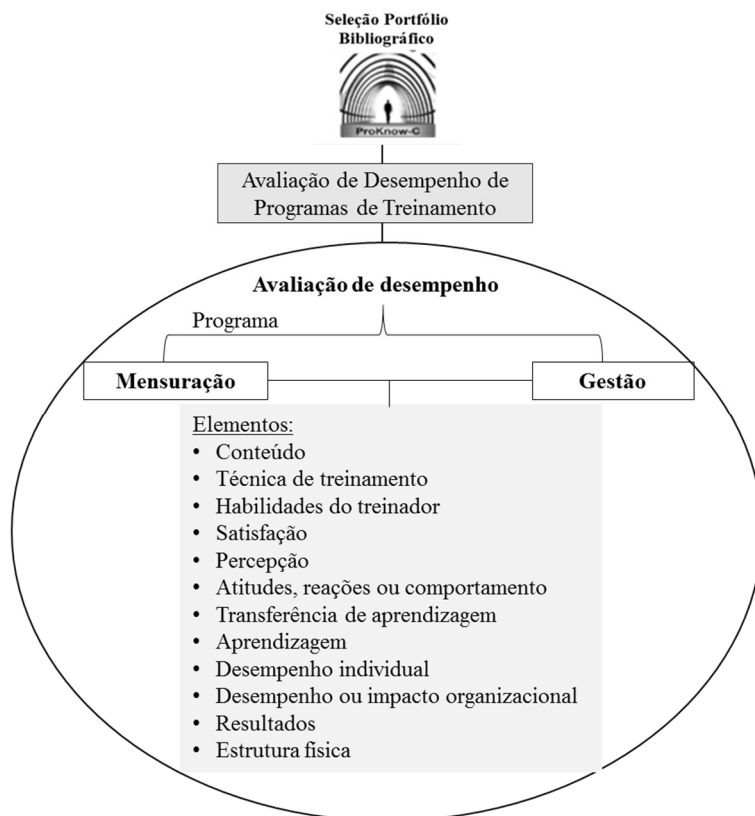 Seleção Portfólio
Bibliográfico
ProKnow-C
Avaliação de Desempenho de
Programas de Treinamento
Avaliação de desempenho
Programa
Mensuração
Gestão
Elementos:
• Conteúdo
• Técnica de treinamento
• Habilidades do treinador
• Satisfação
• Percepção
• Atitudes, reações ou comportamento
• Transferência de aprendizagem
• Aprendizagem
• Desempenho individual
• Desempenho ou impacto organizacional
• Resultados
• Estrutura física